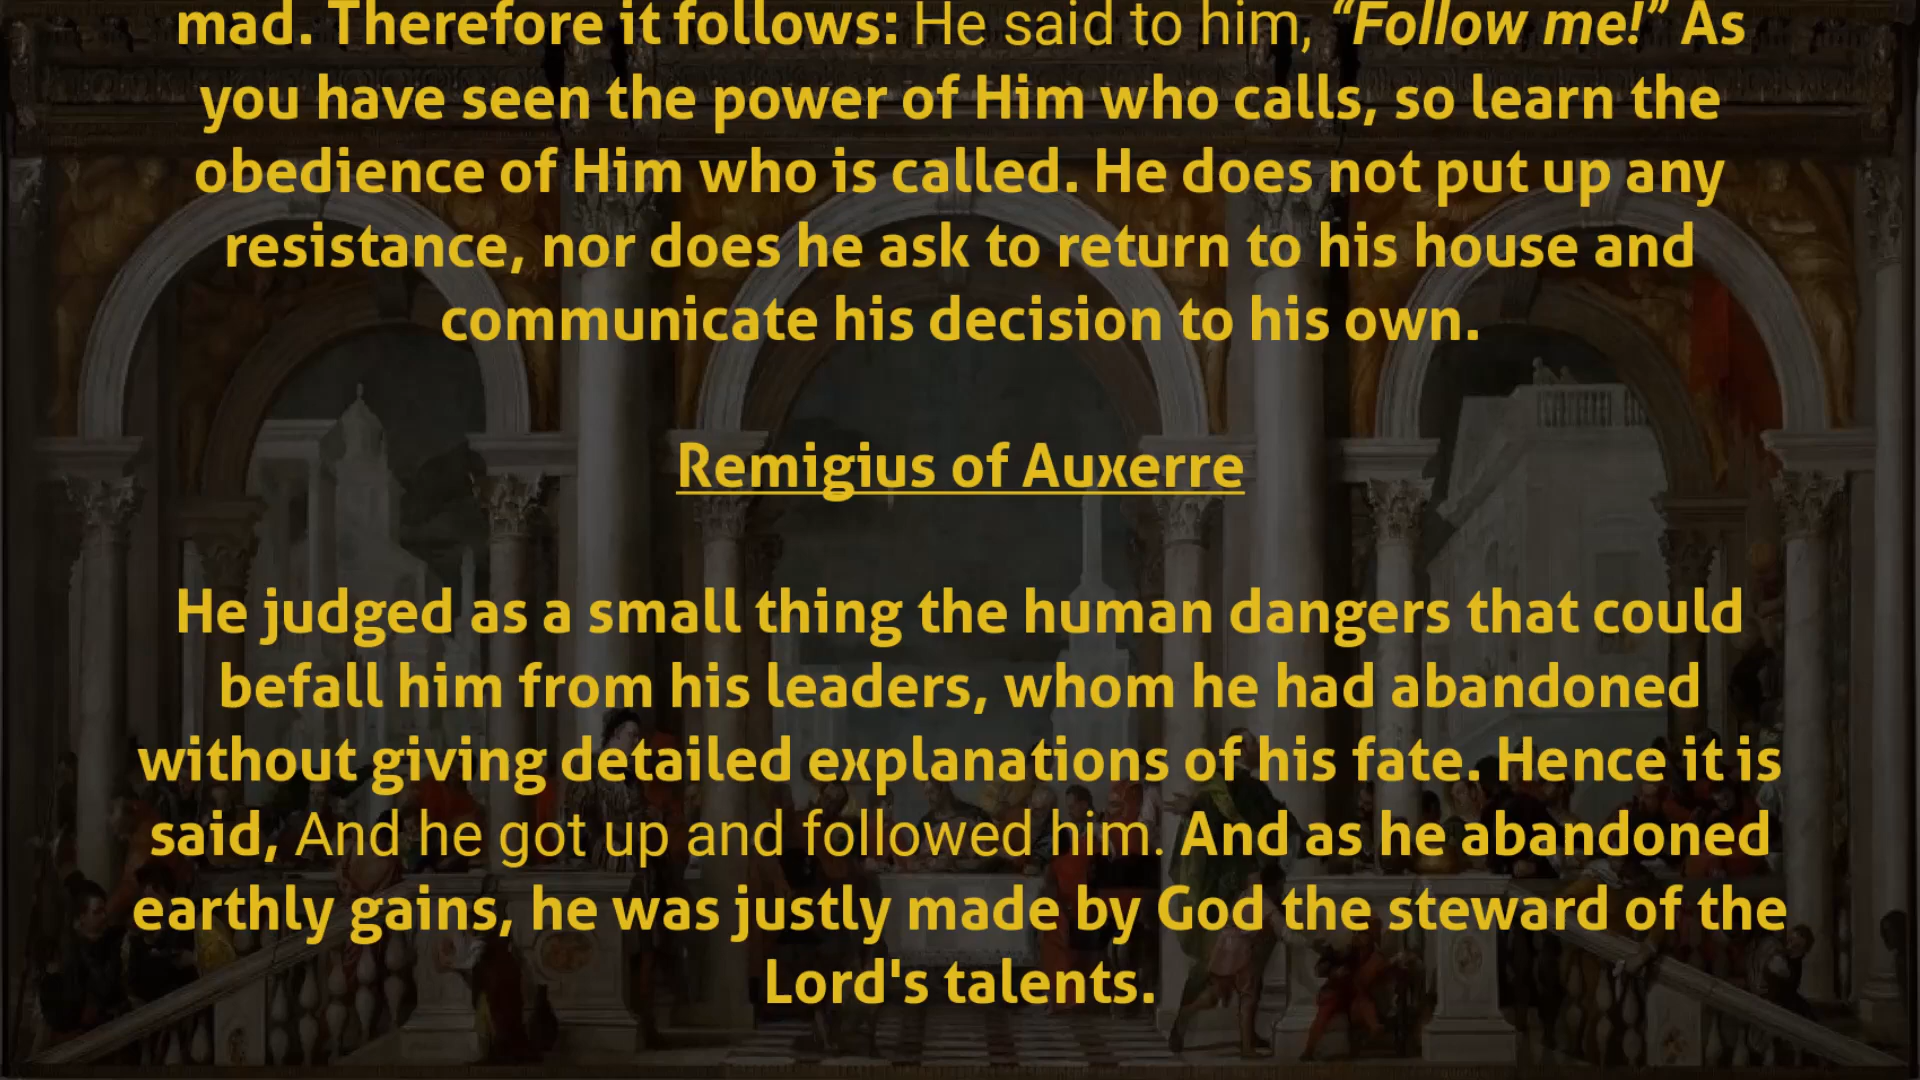 mad. Therefore it follows: He said to him, “Follow me!” As
you have seen the power of Him who calls, so learn the
obedience of Him who is called. He does not put up any
resistance, nor does he ask to return to his house and
communicate his decision to his own.
Remigius of Auxerre
He judged as a small thing the human dangers that could
befall him from his leaders, whom he had abandoned
without giving detailed explanations of his fate. Hence it is
said, And he got up and followed him. And as he abandoned
earthly gains, he was justly made by God the steward of the
Lord's talents.